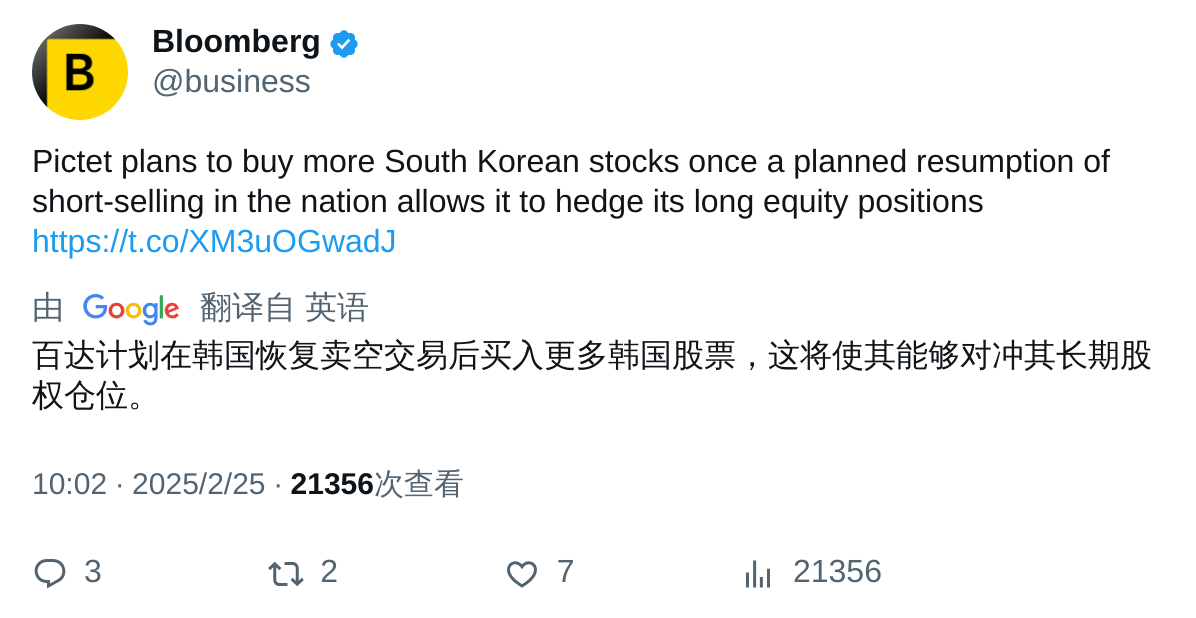 B
Bloomberg
@business
Pictet plans to buy more South Korean stocks once a planned resumption of
short-selling in the nation allows it to hedge its long equity positions
https://t.co/XM3uOGwadJ
由 Google 翻译自 英语
百达计划在韩国恢复卖空交易后买入更多韩国股票，这将使其能够对冲其长期股
权仓位。
10:02 · 2025/2/25 · 21356次查看
3 2 7 21356